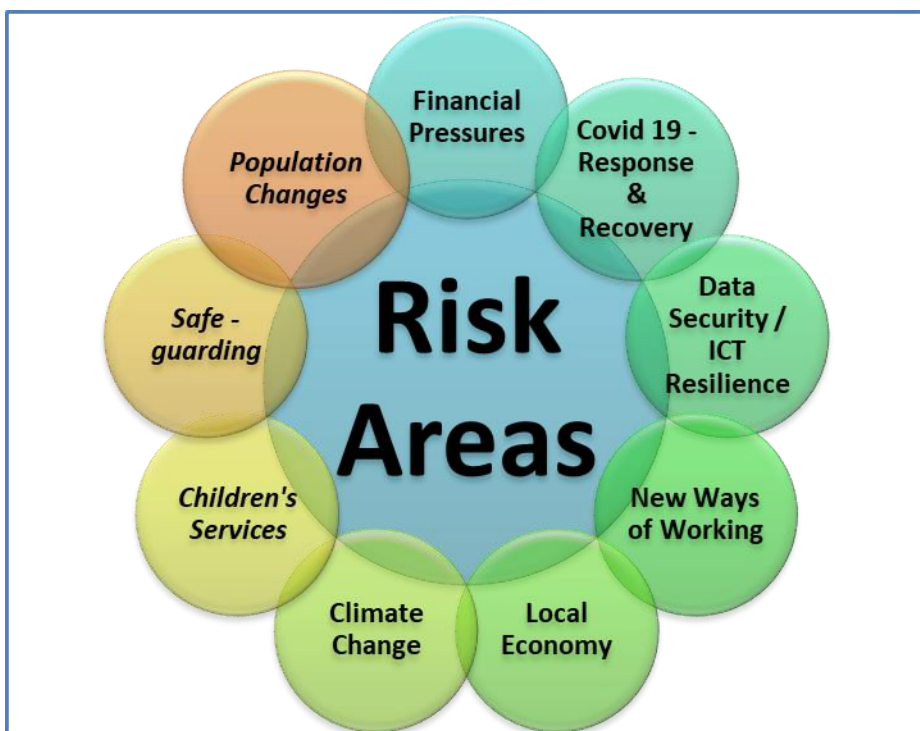 Financial
Pressures
Covid 19 -
Response
&
Recovery
Data
Security /
ICT
Resilience
New Ways
of Working
Local
Economy
Climate
Change
Children's
Services
Safe -
guarding
Population
Changes
Risk
Areas